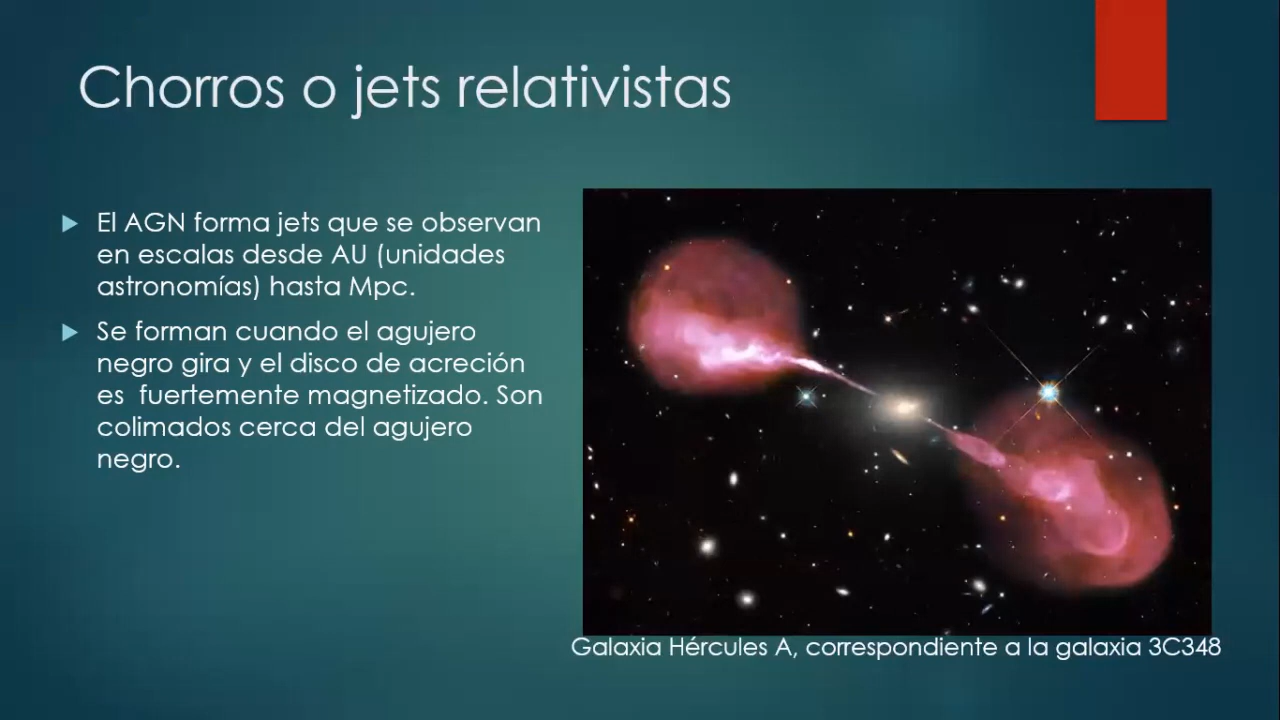 Chorros o jets relativistas
El AGN forma jets que se observan
en escalas desde AU (unidades
astronomías) hasta Mpc.
Se forman cuando el agujero
negro gira y el disco de acreción
es fuertemente magnetizado. Son
colimados cerca del agujero
negro.
Galaxia Hércules A, correspondiente a la galaxia 3C348